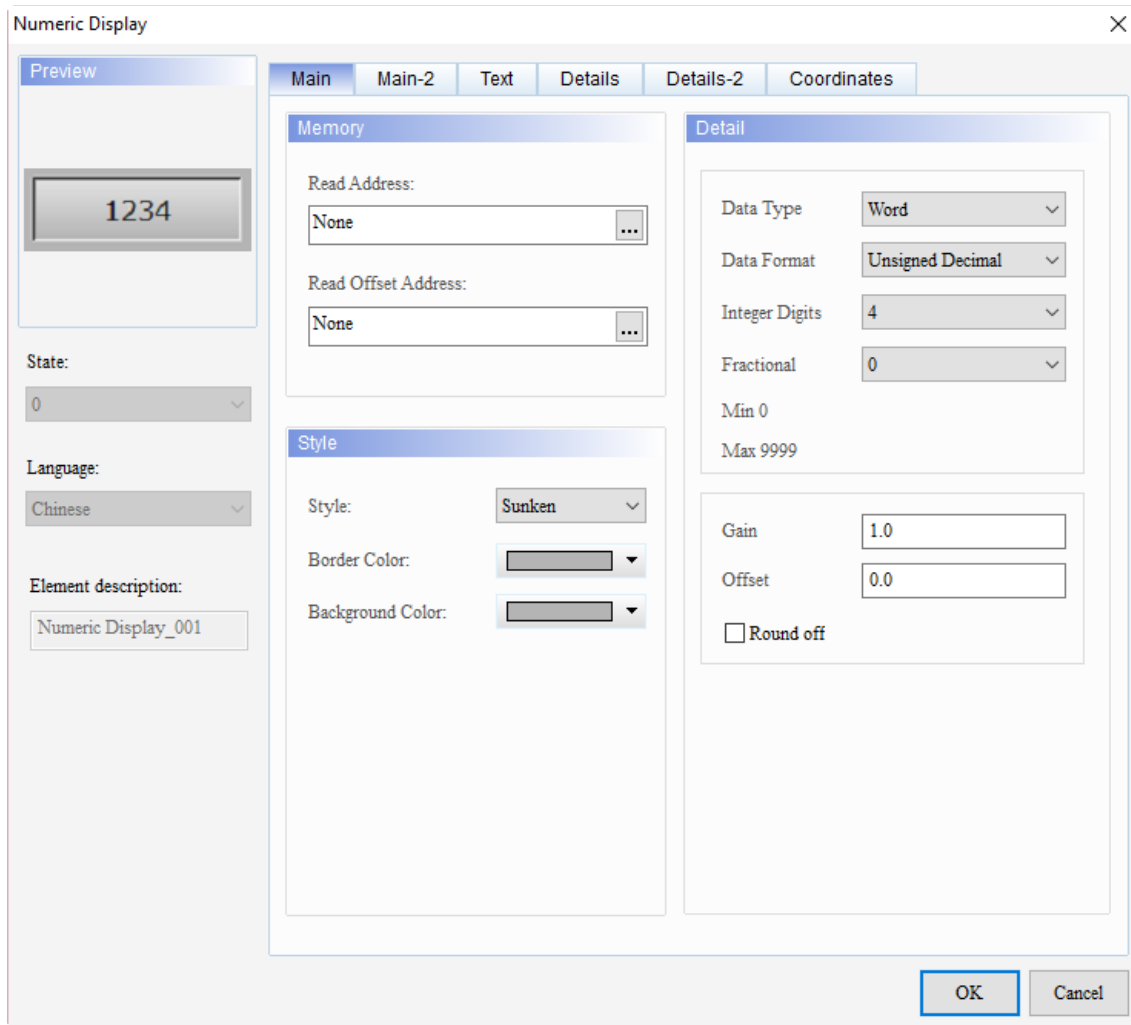 Numeric Display
Preview
1234
State:
0
Language:
Chinese
Element description:
Numeric Display_001
Main Main-2 Text Details Details-2 Coordinates
Memory
Read Address:
None ...
Read Offset Address:
None ...
Style
Style: Sunken
Border Color:
Background Color:
Detail
Data Type Word
Data Format Unsigned Decimal
Integer Digits 4
Fractional 0
Min 0
Max 9999
Gain 1.0
Offset 0.0
Round off
OK Cancel